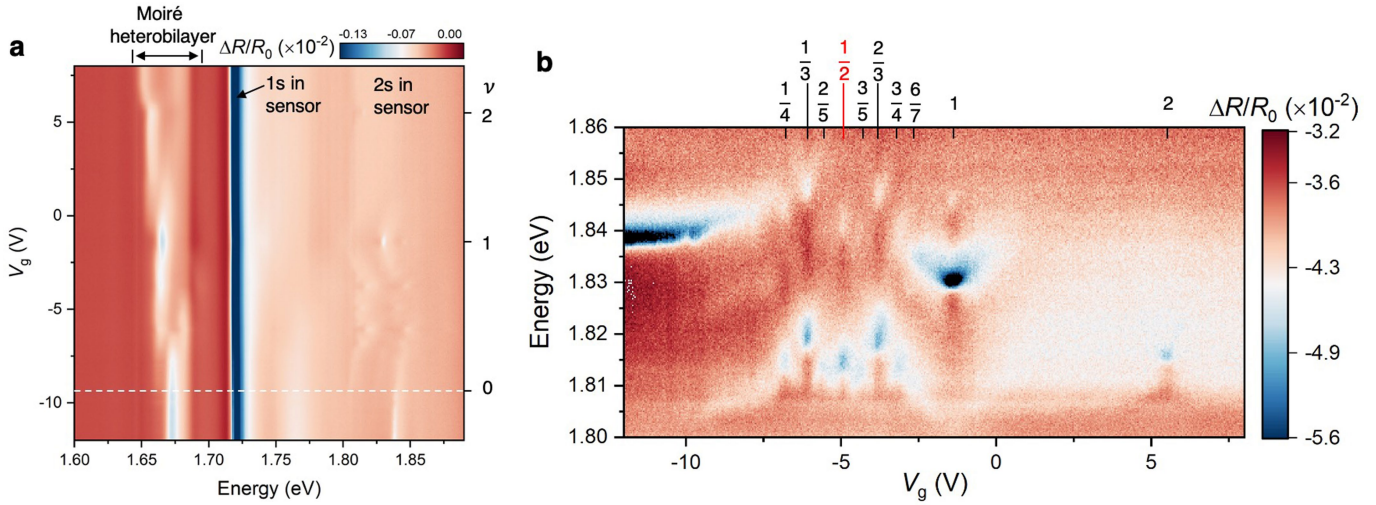 a
Moiré
heterobilayer
ΔR/R₀ (×10⁻²)
-0.13 -0.07 0.00
1s in
sensor
2s in
sensor
ν
2
1
0
5
0
-5
-10
Vg (V)
1.60 1.65 1.70 1.75 1.80 1.85
Energy (eV)
b
1/4 1/3 2/5 1/2 3/5 2/3 3/4 6/7 1 2
ΔR/R₀ (×10⁻²)
-3.2
-3.6
-4.3
-4.9
-5.6
1.86
1.85
1.84
1.83
1.82
1.81
1.80
Energy (eV)
-10 -5 0 5
Vg (V)